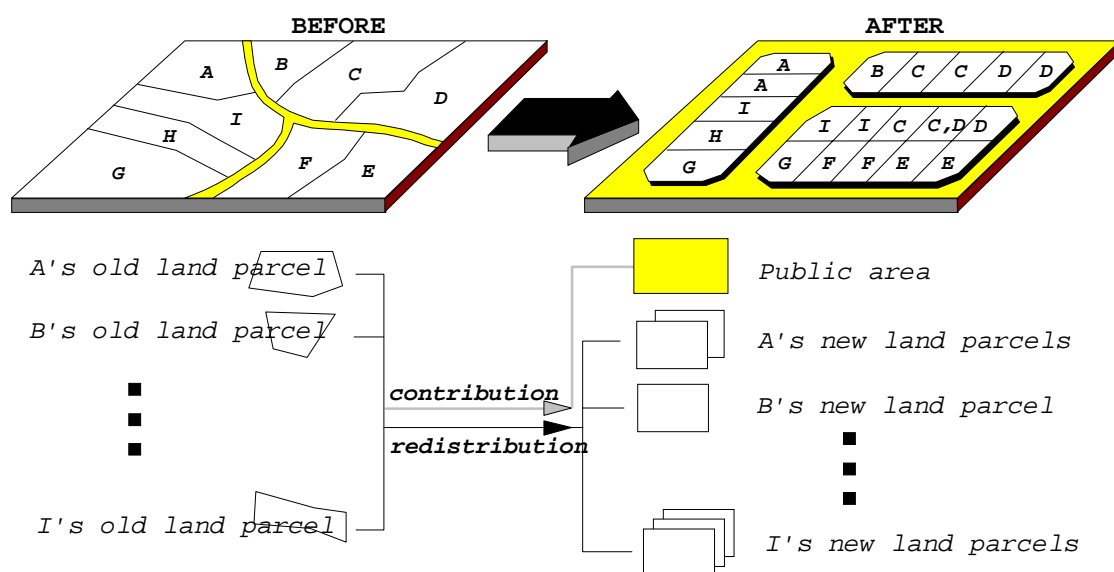 BEFORE
AFTER
A
B
C
D
I
H
G
F
E
A
A
I
H
G
B C C D D
I I C C,D D
G F F E E
A's old land parcel
B's old land parcel
I's old land parcel
contribution
redistribution
Public area
A's new land parcels
B's new land parcel
I's new land parcels